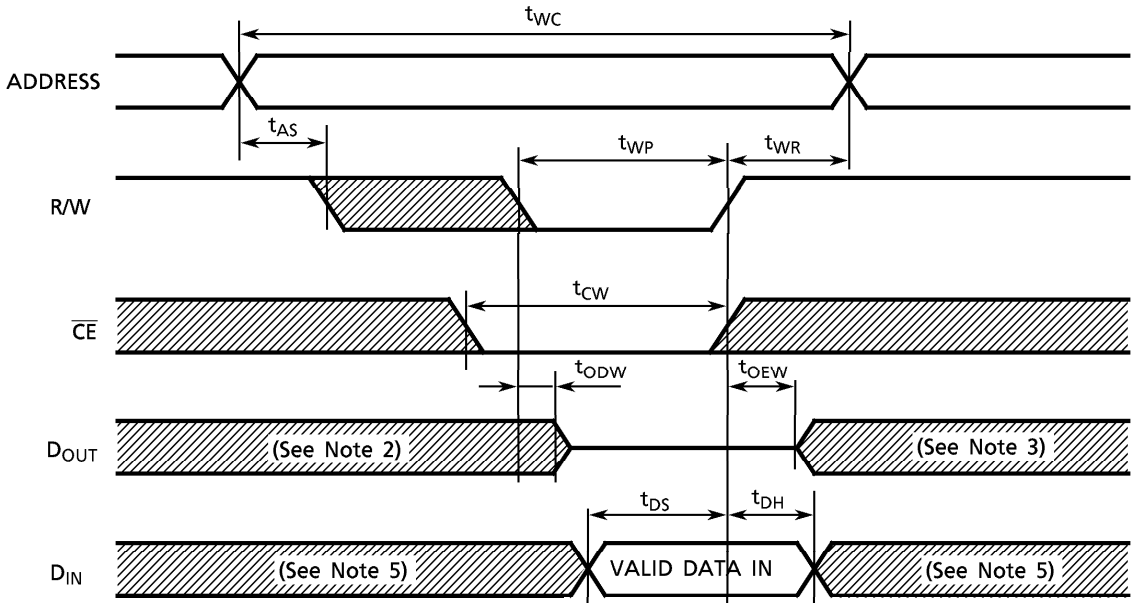 tWC
ADDRESS
tAS
tWP
tWR
R/W
tCW
CE
tODW
tOEW
DOUT
(See Note 2)
(See Note 3)
tDS
tDH
DIN
(See Note 5)
VALID DATA IN
(See Note 5)